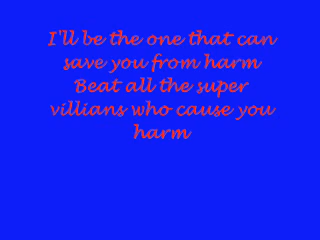 I'll be the one that can
save you from harm
Beat all the super
villians who cause you
harm